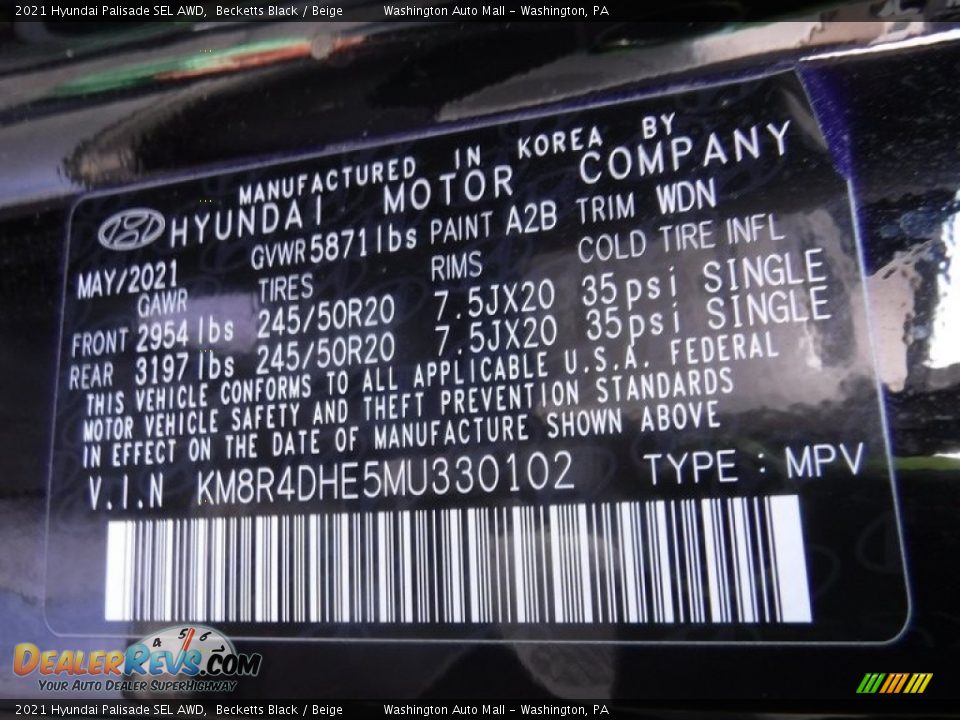 2021 Hyundai Palisade SEL AWD, Becketts Black / Beige Washington Auto Mall - Washington, PA
MANUFACTURED IN KOREA BY
HYUNDAI MOTOR COMPANY
MAY/2021 GVWR 5871lbs PAINT A2B TRIM WDN
GAWR TIRES RIMS COLD TIRE INFL
FRONT 2954 lbs 245/50R20 7.5JX20 35psi SINGLE
REAR 3197 lbs 245/50R20 7.5JX20 35psi SINGLE
THIS VEHICLE CONFORMS TO ALL APPLICABLE U.S.A. FEDERAL
MOTOR VEHICLE SAFETY AND THEFT PREVENTION STANDARDS
IN EFFECT ON THE DATE OF MANUFACTURE SHOWN ABOVE
V.I.N KM8R4DHE5MU330102 TYPE : MPV
4 5 6
DEALERREVS.COM
YOUR AUTO DEALER SUPERHIGHWAY
2021 Hyundai Palisade SEL AWD, Becketts Black / Beige Washington Auto Mall - Washington, PA